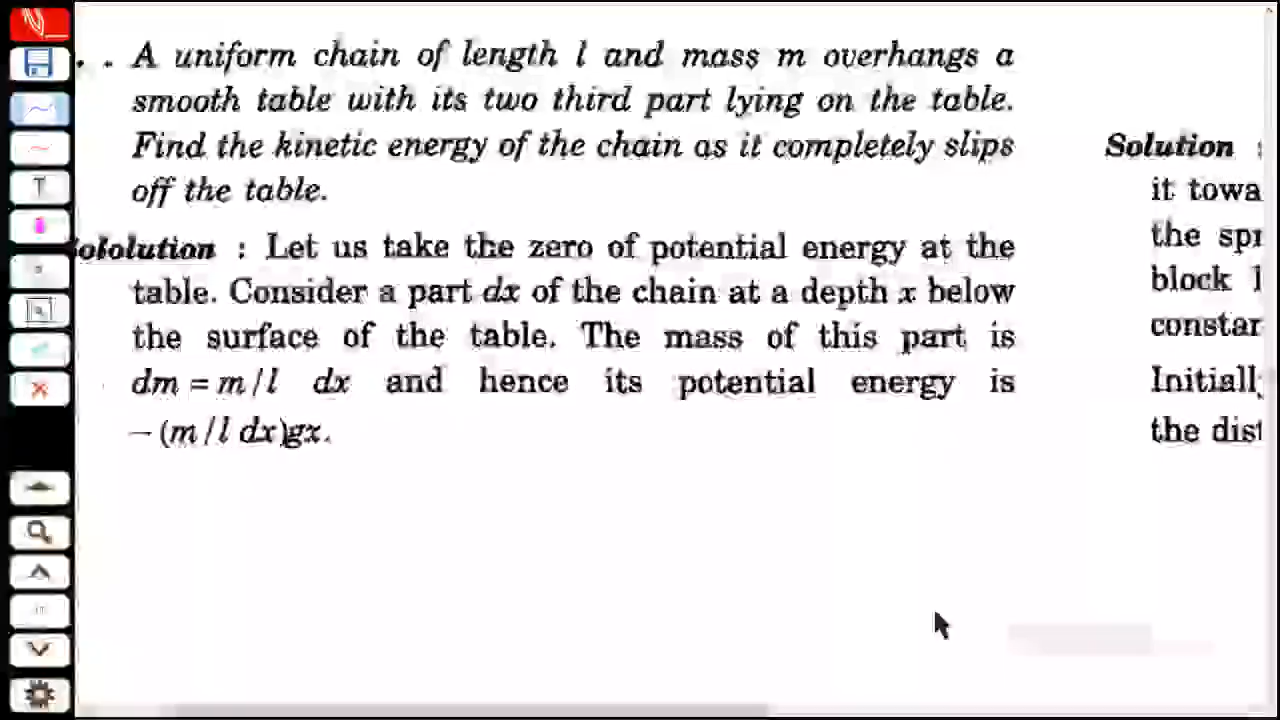 . . A uniform chain of length l and mass m overhangs a
smooth table with its two third part lying on the table.
Find the kinetic energy of the chain as it completely slips
off the table.
Sololution : Let us take the zero of potential energy at the
table. Consider a part dx of the chain at a depth x below
the surface of the table. The mass of this part is
dm = m/l dx and hence its potential energy is
– (m/l dx)gx.
Solution :
it towa
the spr
block l
constar
Initially
the dist
T